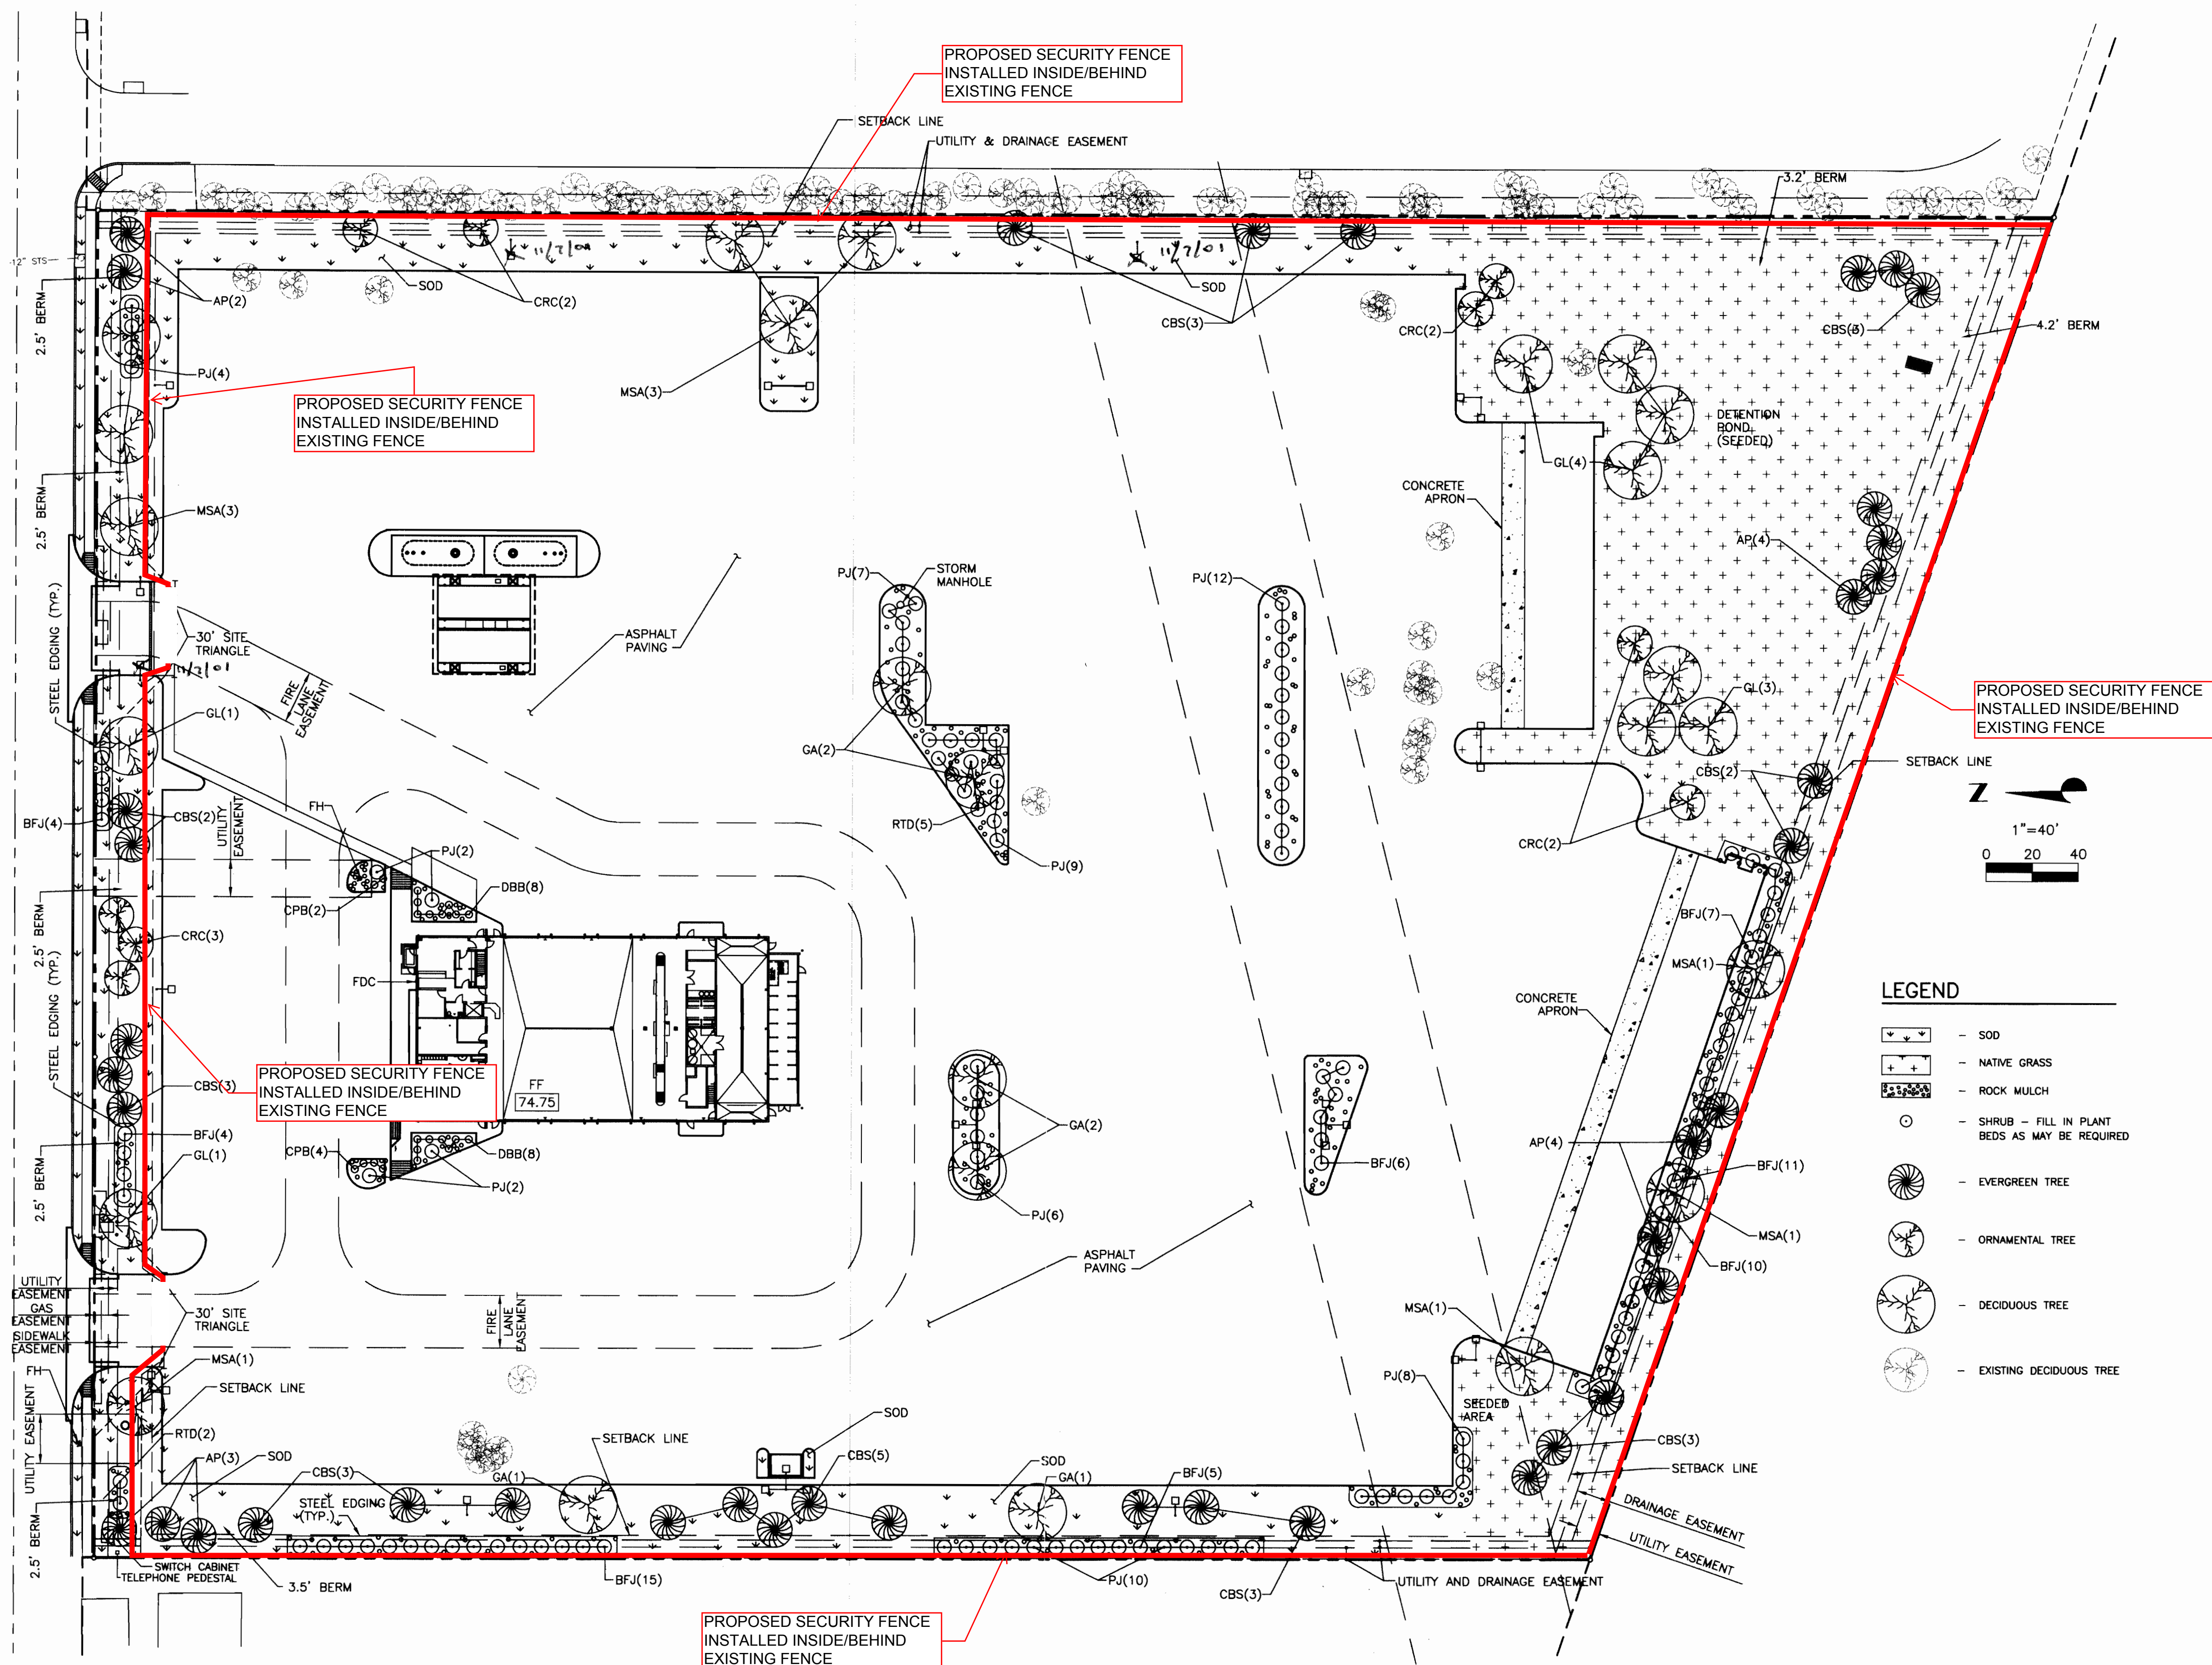 PROPOSED SECURITY FENCE
INSTALLED INSIDE/BEHIND
EXISTING FENCE
SETBACK LINE
UTILITY & DRAINAGE EASEMENT
3.2' BERM
12" STS
2.5' BERM
AP(2)
SOD
11/2/01
CRC(2)
11/2/01
SOD
CBS(3)
CRC(2)
CBS(3)
4.2' BERM
PJ(4)
MSA(3)
PROPOSED SECURITY FENCE
INSTALLED INSIDE/BEHIND
EXISTING FENCE
DETENTION
POND
(SEEDED)
GL(4)
2.5' BERM
MSA(3)
CONCRETE
APRON
AP(4)
STEEL EDGING (TYP.)
T
PJ(7)
STORM
MANHOLE
PJ(12)
30' SITE
TRIANGLE
11/2/01
ASPHALT
PAVING
FIRE
LANE
EASEMENT
GL(1)
GL(3)
PROPOSED SECURITY FENCE
INSTALLED INSIDE/BEHIND
EXISTING FENCE
GA(2)
SETBACK LINE
CBS(2)
Z
1"=40'
0 20 40
FH
BFJ(4)
CBS(2)
UTILITY
EASEMENT
RTD(5)
CRC(2)
PJ(2)
PJ(9)
DBB(8)
CPB(2)
2.5' BERM
CRC(3)
BFJ(7)
MSA(1)
FDC
STEEL EDGING (TYP.)
CONCRETE
APRON
LEGEND
- SOD
- NATIVE GRASS
- ROCK MULCH
- SHRUB - FILL IN PLANT
BEDS AS MAY BE REQUIRED
- EVERGREEN TREE
- ORNAMENTAL TREE
- DECIDUOUS TREE
- EXISTING DECIDUOUS TREE
CBS(3)
PROPOSED SECURITY FENCE
INSTALLED INSIDE/BEHIND
EXISTING FENCE
FF
74.75
BFJ(4)
GL(1)
2.5' BERM
CPB(4)
DBB(8)
PJ(2)
GA(2)
PJ(6)
BFJ(6)
AP(4)
BFJ(11)
MSA(1)
BFJ(10)
ASPHALT
PAVING
UTILITY
EASEMENT
GAS
EASEMENT
SIDEWALK
EASEMENT
30' SITE
TRIANGLE
FIRE
LANE
EASEMENT
MSA(1)
FH
MSA(1)
SETBACK LINE
PJ(8)
SEEDED
AREA
UTILITY EASEMENT
RTD(2)
AP(3)
SOD
CBS(3)
STEEL EDGING
(TYP.)
GA(1)
SETBACK LINE
SOD
CBS(5)
SOD
GA(1)
BFJ(5)
CBS(3)
SETBACK LINE
DRAINAGE EASEMENT
UTILITY EASEMENT
2.5' BERM
SWITCH CABINET
TELEPHONE PEDESTAL
3.5' BERM
BFJ(15)
PJ(10)
CBS(3)
UTILITY AND DRAINAGE EASEMENT
PROPOSED SECURITY FENCE
INSTALLED INSIDE/BEHIND
EXISTING FENCE